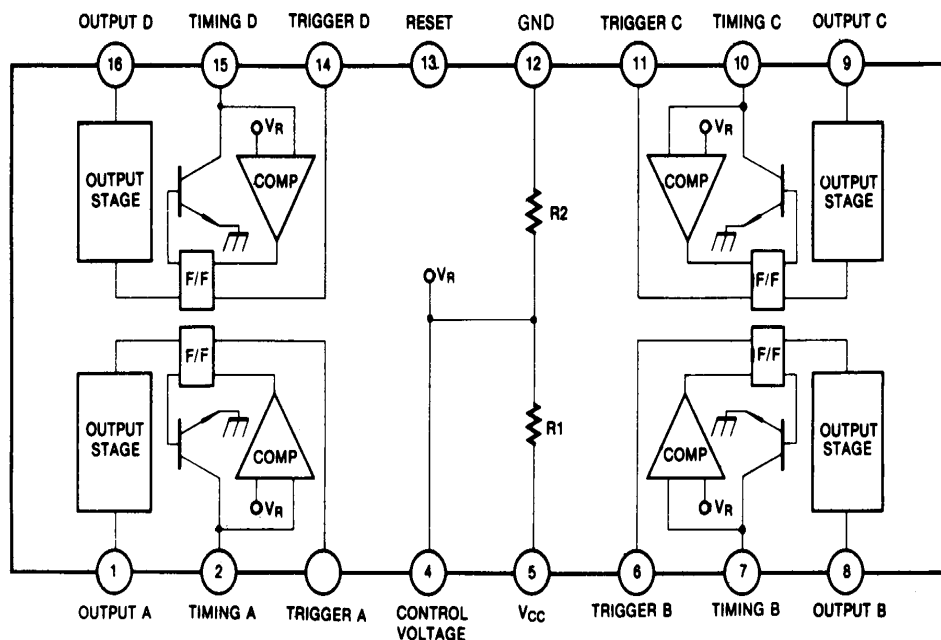 OUTPUT D TIMING D TRIGGER D RESET GND TRIGGER C TIMING C OUTPUT C
16 15 14 13 12 11 10 9
VR VR
OUTPUT STAGE COMP COMP OUTPUT STAGE
R2
F/F VR F/F
F/F F/F
OUTPUT STAGE COMP R1 COMP OUTPUT STAGE
VR VR
1 2 4 5 6 7 8
OUTPUT A TIMING A TRIGGER A CONTROL VOLTAGE VCC TRIGGER B TIMING B OUTPUT B